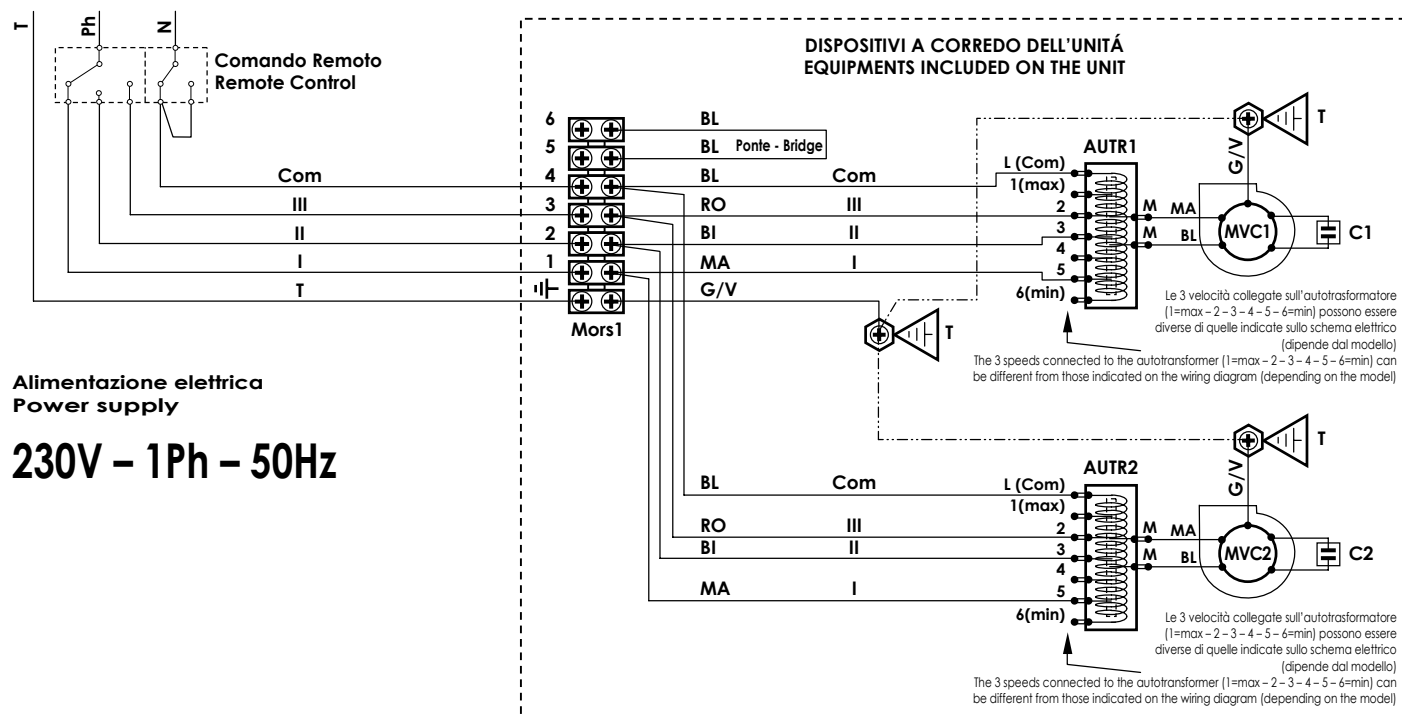 T
Ph
N
Comando Remoto
Remote Control
DISPOSITIVI A CORREDO DELL'UNITÁ
EQUIPMENTS INCLUDED ON THE UNIT
6
5
4
3
2
1
Mors1
Com
III
II
I
T
BL
BL
Ponte - Bridge
BL
Com
RO
III
BI
II
MA
I
G/V
T
AUTR1
L (Com)
1(max)
2
3
4
5
6(min)
M
MA
M
BL
G/V
T
MVC1
C1
Le 3 velocità collegate sull'autotrasformatore
(1=max – 2 – 3 – 4 – 5 – 6=min) possono essere
diverse di quelle indicate sullo schema elettrico
(dipende dal modello)
The 3 speeds connected to the autotransformer (1=max – 2 – 3 – 4 – 5 – 6=min) can
be different from those indicated on the wiring diagram (depending on the model)
Alimentazione elettrica
Power supply
230V – 1Ph – 50Hz
BL
Com
RO
III
BI
II
MA
I
AUTR2
L (Com)
1(max)
2
3
4
5
6(min)
M
MA
M
BL
G/V
T
MVC2
C2
Le 3 velocità collegate sull'autotrasformatore
(1=max – 2 – 3 – 4 – 5 – 6=min) possono essere
diverse di quelle indicate sullo schema elettrico
(dipende dal modello)
The 3 speeds connected to the autotransformer (1=max – 2 – 3 – 4 – 5 – 6=min) can
be different from those indicated on the wiring diagram (depending on the model)